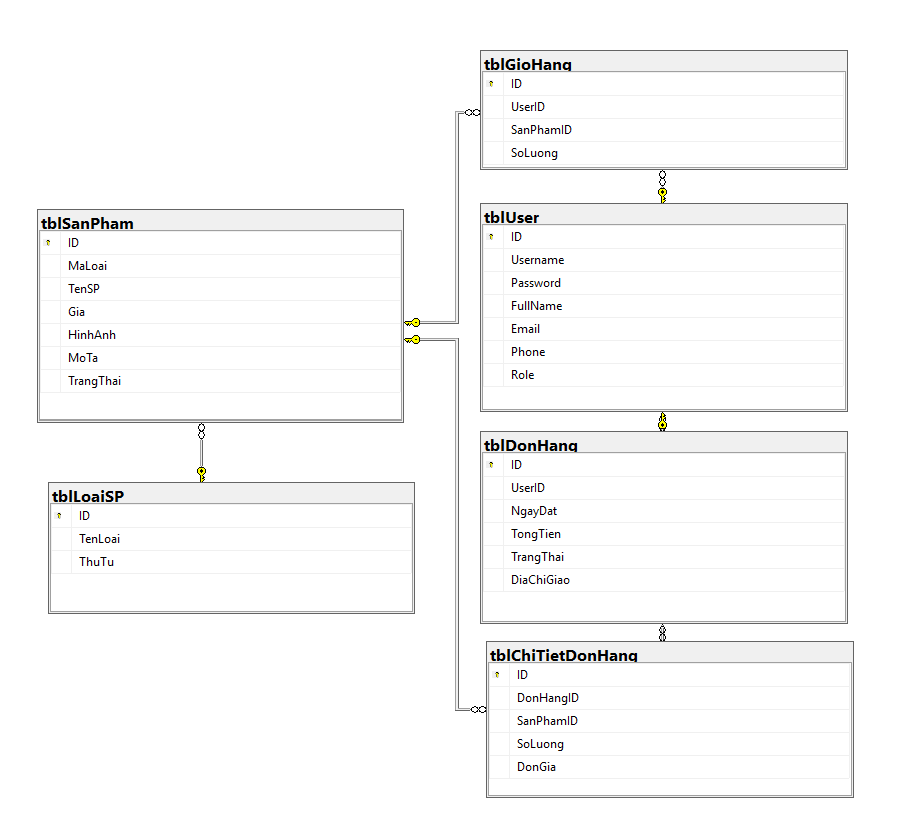 tblGioHang
ID
UserID
SanPhamID
SoLuong
tblSanPham
ID
MaLoai
TenSP
Gia
HinhAnh
MoTa
TrangThai
tblUser
ID
Username
Password
FullName
Email
Phone
Role
tblLoaiSP
ID
TenLoai
ThuTu
tblDonHang
ID
UserID
NgayDat
TongTien
TrangThai
DiaChiGiao
tblChiTietDonHang
ID
DonHangID
SanPhamID
SoLuong
DonGia